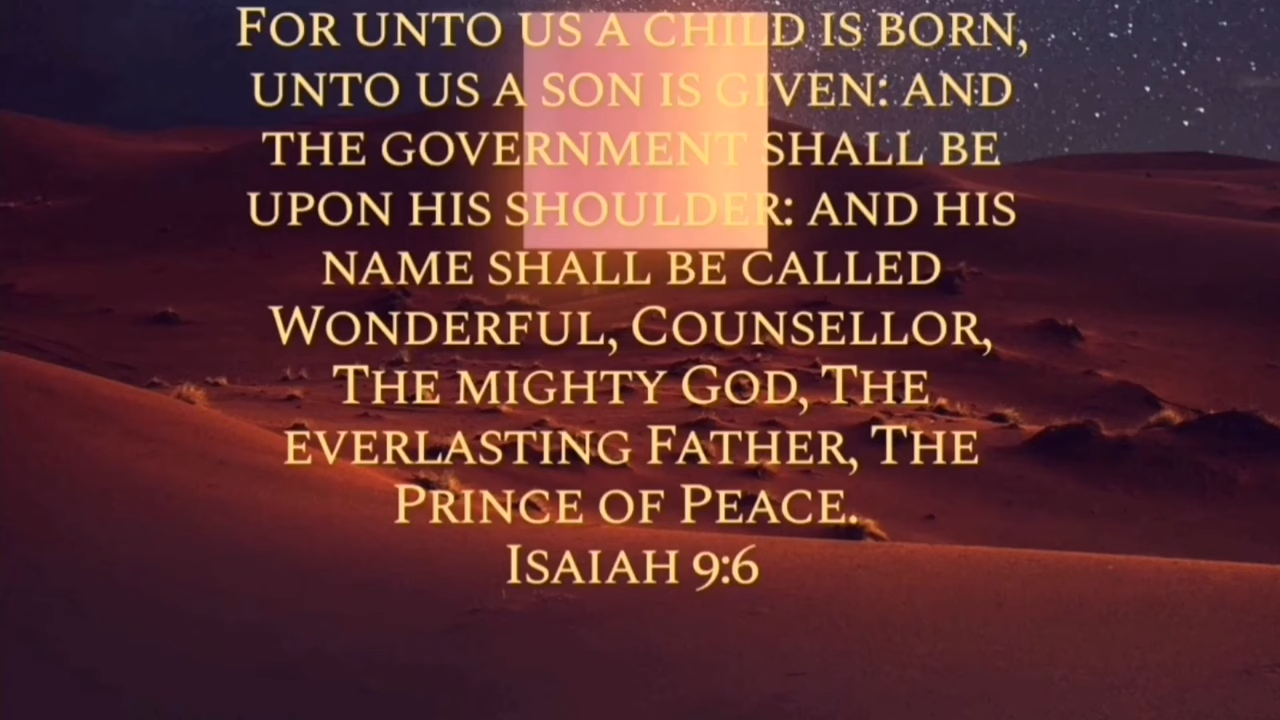 For unto us a child is born,
unto us a son is given: and
the government shall be
upon his shoulder: and his
name shall be called
Wonderful, Counsellor,
The mighty God, The
everlasting Father, The
Prince of Peace.
Isaiah 9:6